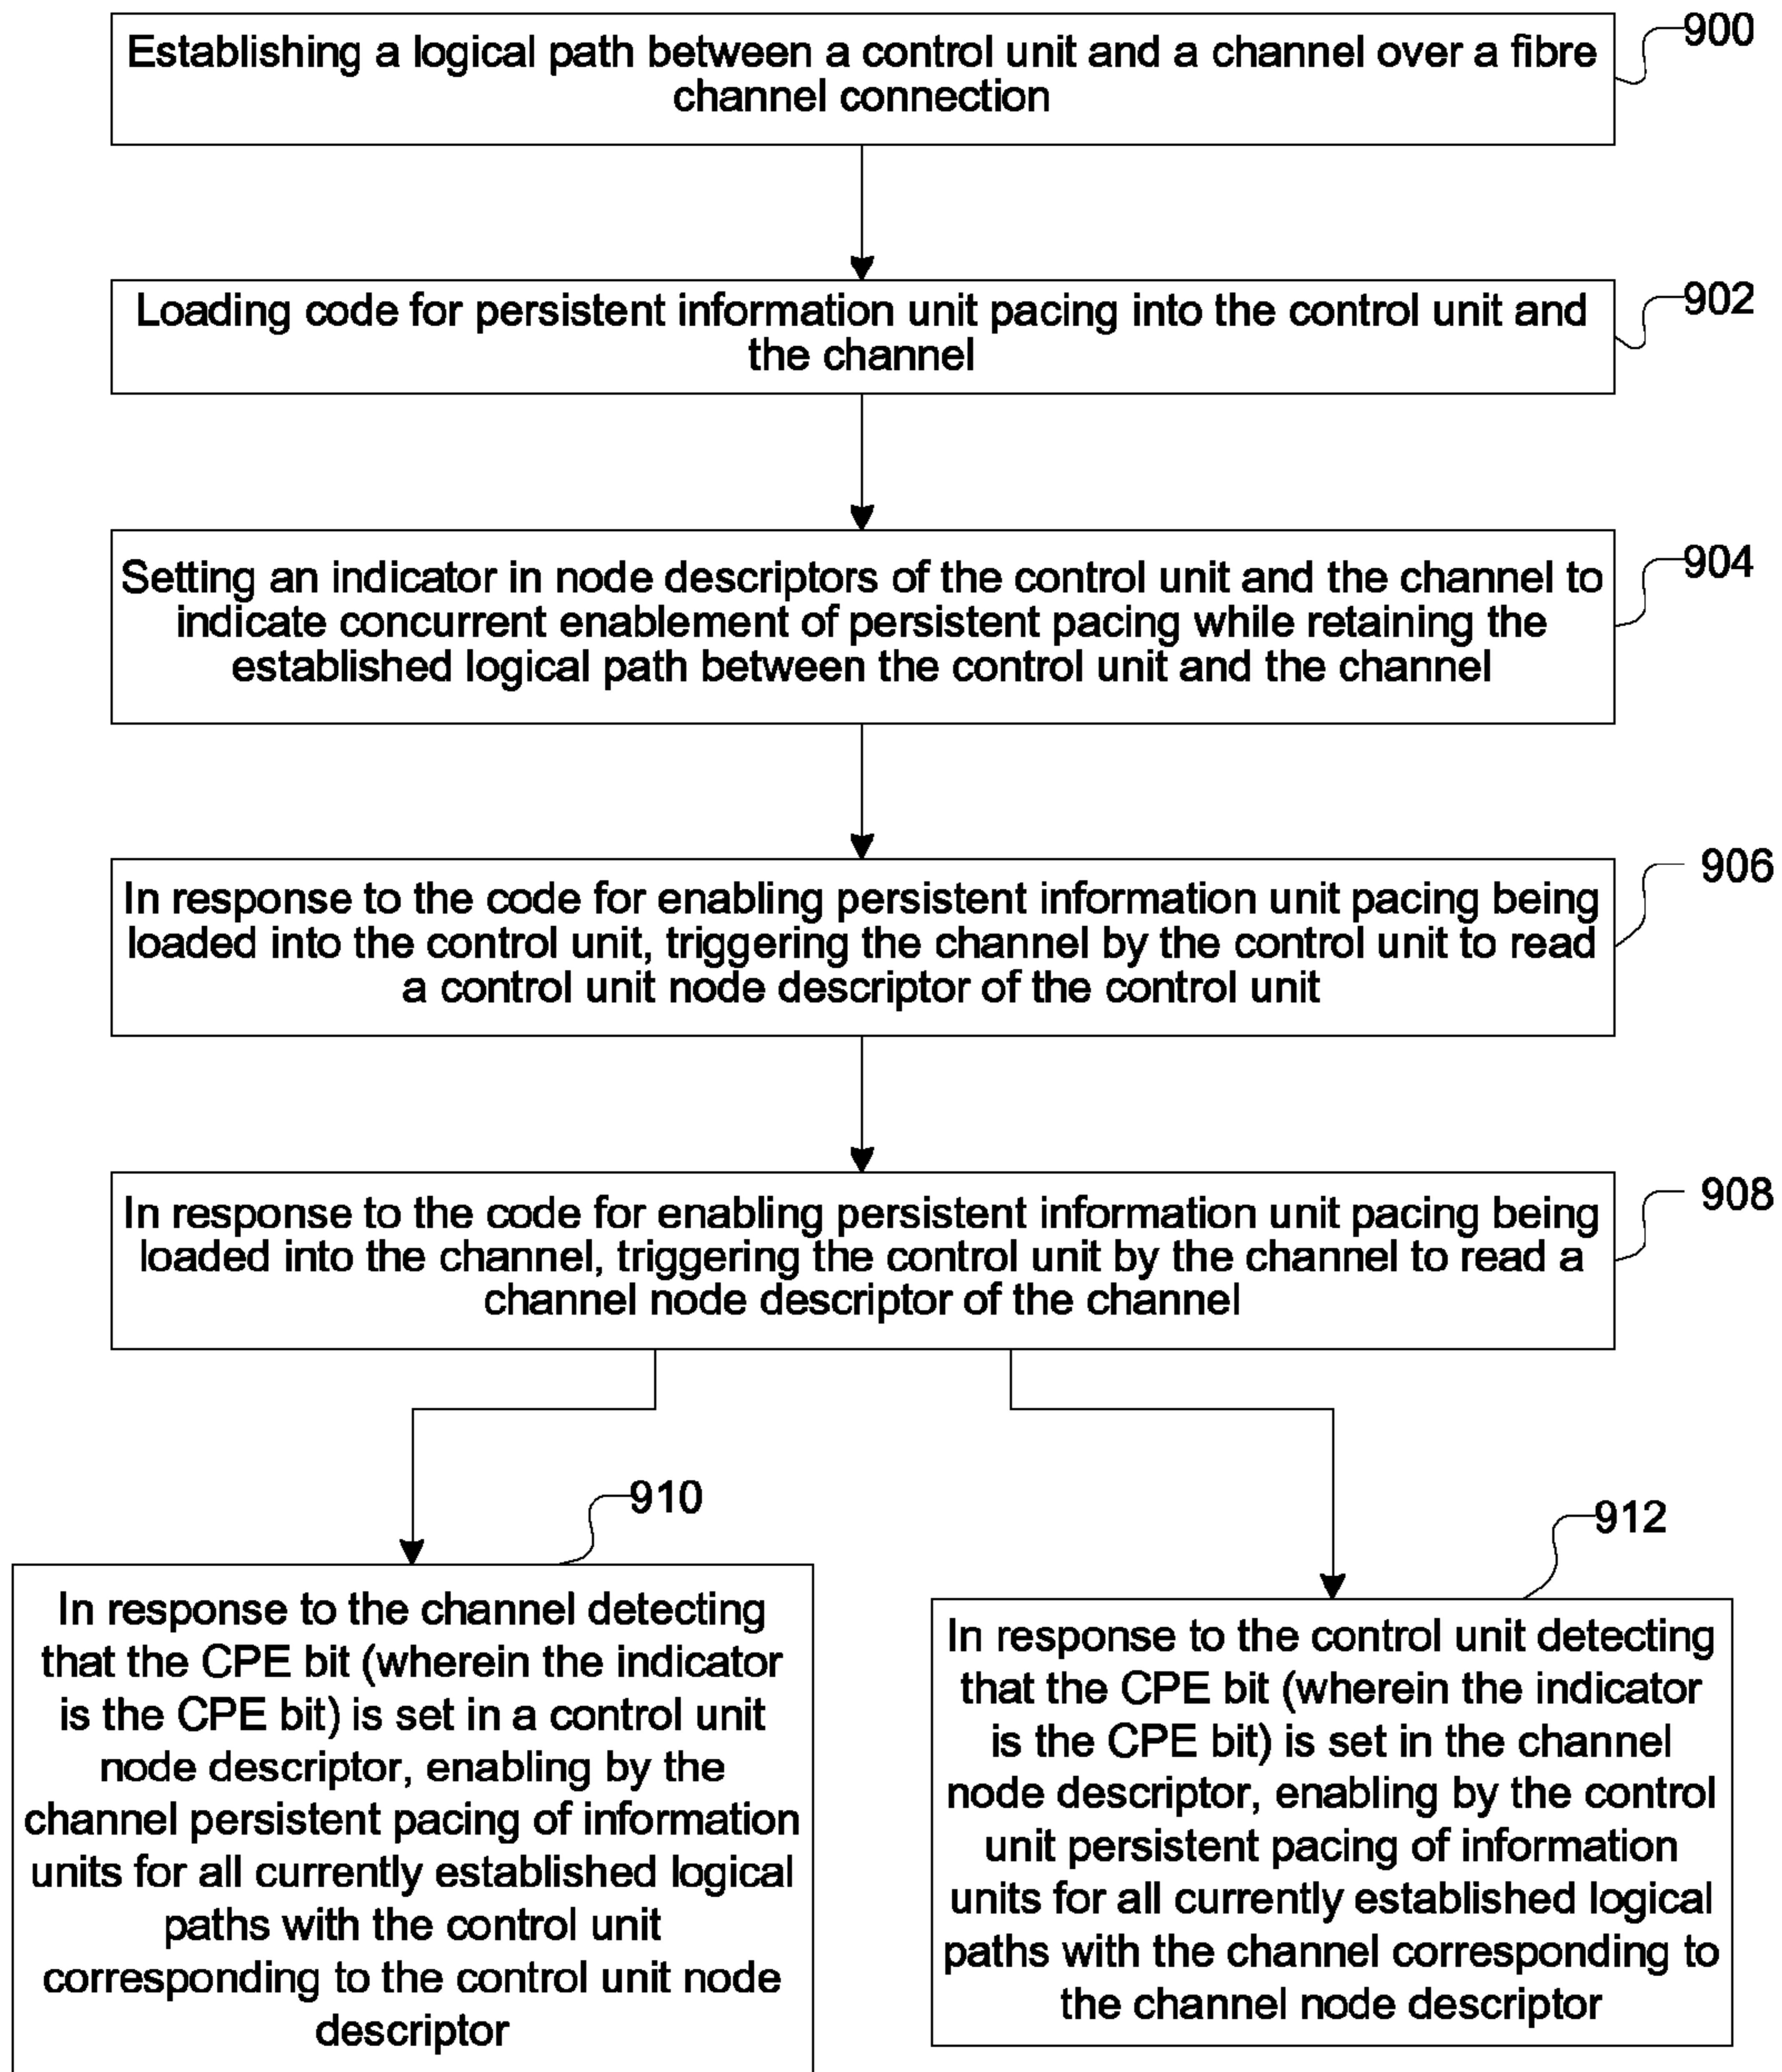 Establishing a logical path between a control unit and a channel over a fibre
channel connection
900
Loading code for persistent information unit pacing into the control unit and
the channel
902
Setting an indicator in node descriptors of the control unit and the channel to
indicate concurrent enablement of persistent pacing while retaining the
established logical path between the control unit and the channel
904
In response to the code for enabling persistent information unit pacing being
loaded into the control unit, triggering the channel by the control unit to read
a control unit node descriptor of the control unit
906
In response to the code for enabling persistent information unit pacing being
loaded into the channel, triggering the control unit by the channel to read a
channel node descriptor of the channel
908
910
In response to the channel detecting
that the CPE bit (wherein the indicator
is the CPE bit) is set in a control unit
node descriptor, enabling by the
channel persistent pacing of information
units for all currently established logical
paths with the control unit
corresponding to the control unit node
descriptor
912
In response to the control unit detecting
that the CPE bit (wherein the indicator
is the CPE bit) is set in the channel
node descriptor, enabling by the control
unit persistent pacing of information
units for all currently established logical
paths with the channel corresponding to
the channel node descriptor